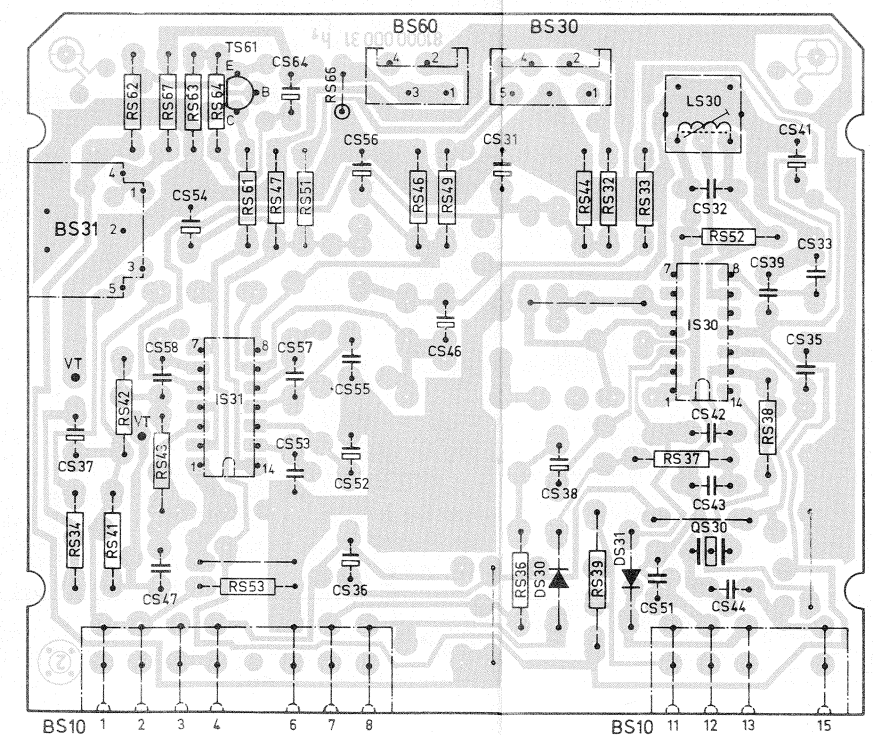 BS60 BS30
TS61
E
B
C
CS64
RS66
RS62
RS67
RS63
RS64
4 2
3 1
4 2
5 1
LS30
CS41
CS56
CS31
RS61
RS47
RS51
RS46
RS49
RS44
RS32
RS33
CS32
CS54
BS31
4
1
2
3
5
RS52
CS33
CS39
7 8
IS30
1 14
CS46
CS35
VT
CS58
7 8
IS31
1 14
CS57
CS55
RS42
VT
RS43
CS37
CS53
CS52
CS42
RS38
RS37
CS43
CS38
RS34
RS41
CS47
RS53
CS36
RS36
DS30
RS39
DS31
QS30
CS51
CS44
BS10 1 2 3 4 6 7 8
BS10 11 12 13 15
2